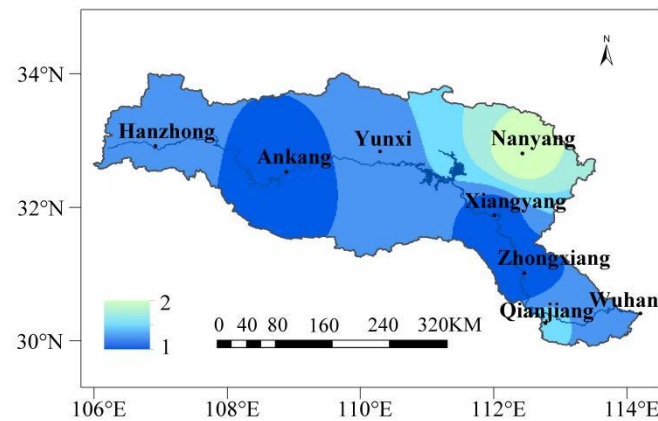 N
34°N
Hanzhong
Yunxi
Nanyang
Ankang
32°N
Xiangyang
Zhongxiang
2
Qianjiang
Wuhan
0 40 80 160 240 320KM
1
30°N
106°E 108°E 110°E 112°E 114°E